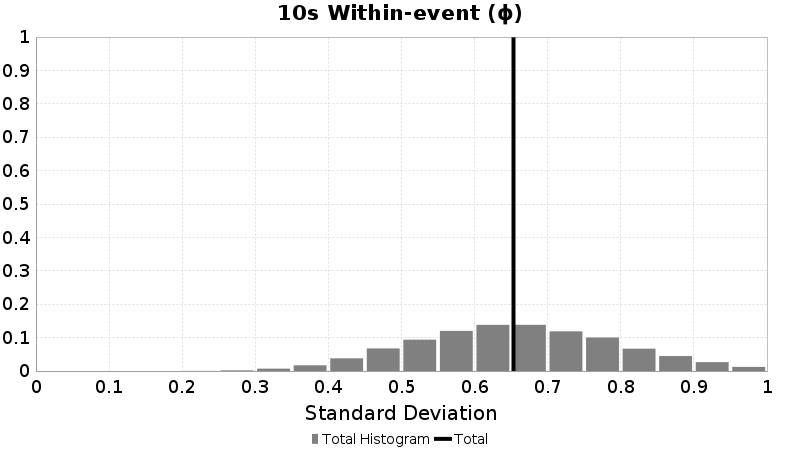 10s Within-event (ϕ)
1
0.9
0.8
0.7
0.6
0.5
0.4
0.3
0.2
0.1
0
0 0.1 0.2 0.3 0.4 0.5 0.6 0.7 0.8 0.9 1
Standard Deviation
Total Histogram Total